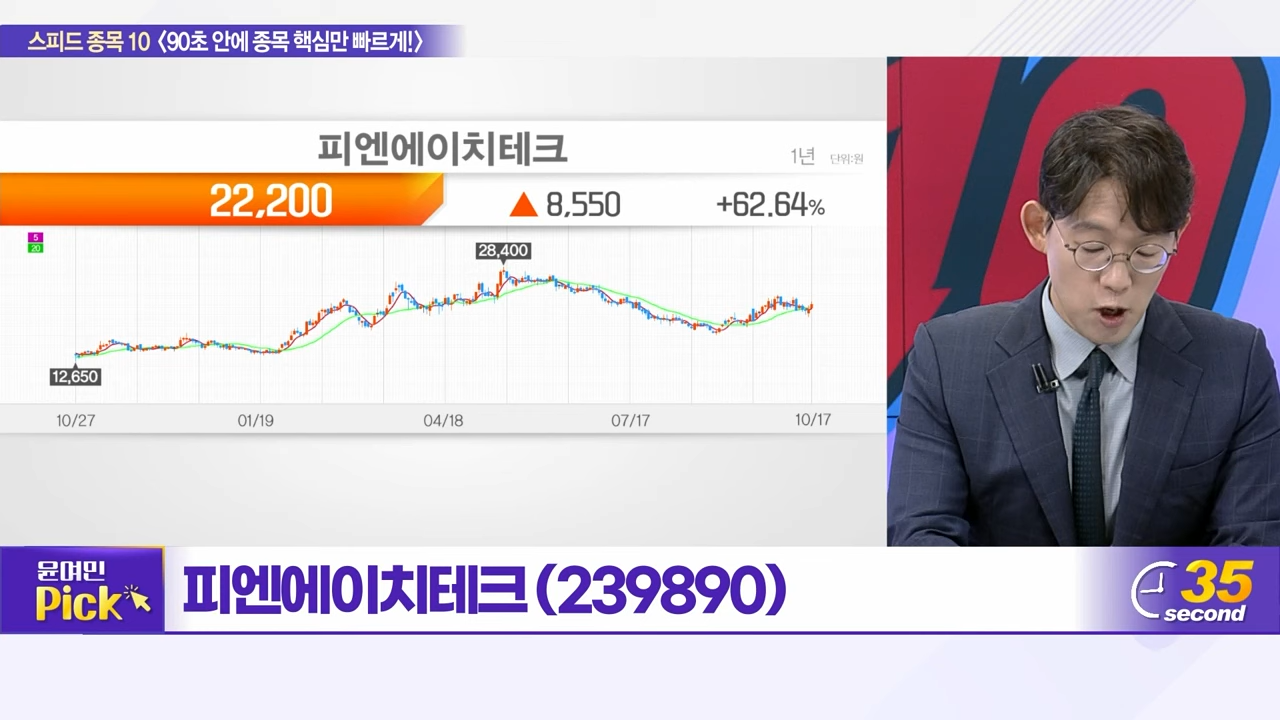 스피드 종목 10 〈90초 안에 종목 핵심만 빠르게!〉
피엔에이치테크
1년 단위:원
22,200 ▲ 8,550 +62.64%
5
20
28,400
12,650
10/27 01/19 04/18 07/17 10/17
윤여민
Pick
피엔에이치테크(239890)
35
second